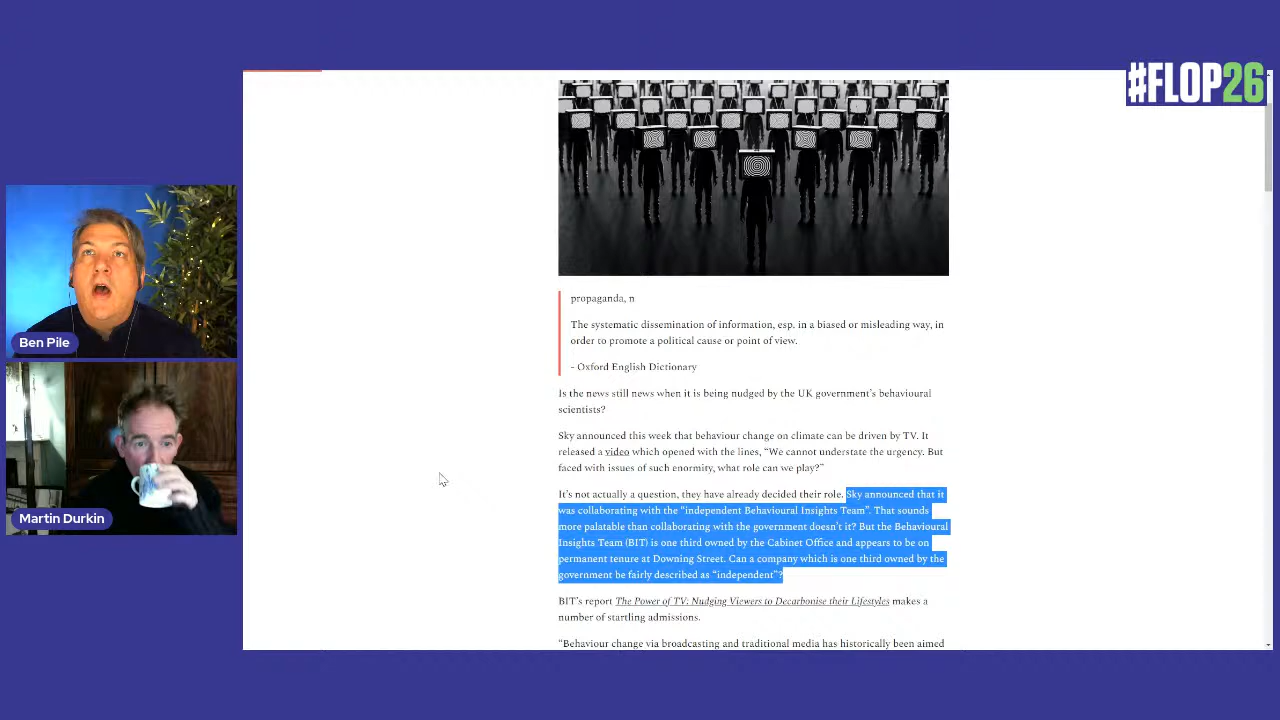 #FLOP26
propaganda, n
The systematic dissemination of information, esp. in a biased or misleading way, in
order to promote a political cause or point of view.
- Oxford English Dictionary
Is the news still news when it is being nudged by the UK government’s behavioural
scientists?
Sky announced this week that behaviour change on climate can be driven by TV. It
released a video which opened with the lines, “We cannot understate the urgency. But
faced with issues of such enormity, what role can we play?”
It’s not actually a question, they have already decided their role. Sky announced that it
was collaborating with the “independent Behavioural Insights Team”. That sounds
more palatable than collaborating with the government doesn’t it? But the Behavioural
Insights Team (BIT) is one third owned by the Cabinet Office and appears to be on
permanent tenure at Downing Street. Can a company which is one third owned by the
government be fairly described as “independent”?
BIT’s report The Power of TV: Nudging Viewers to Decarbonise their Lifestyles makes a
number of startling admissions.
“Behaviour change via broadcasting and traditional media has historically been aimed
Ben Pile
Martin Durkin